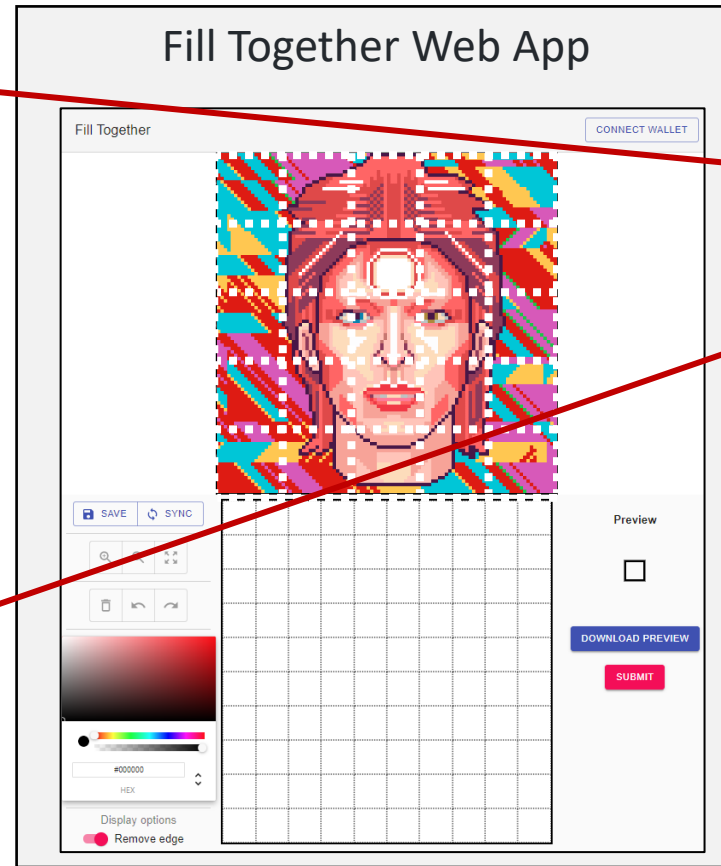 Fill Together Web App
Fill Together
CONNECT WALLET
SAVE
SYNC
Preview
DOWNLOAD PREVIEW
SUBMIT
#000000
HEX
Display options
Remove edge